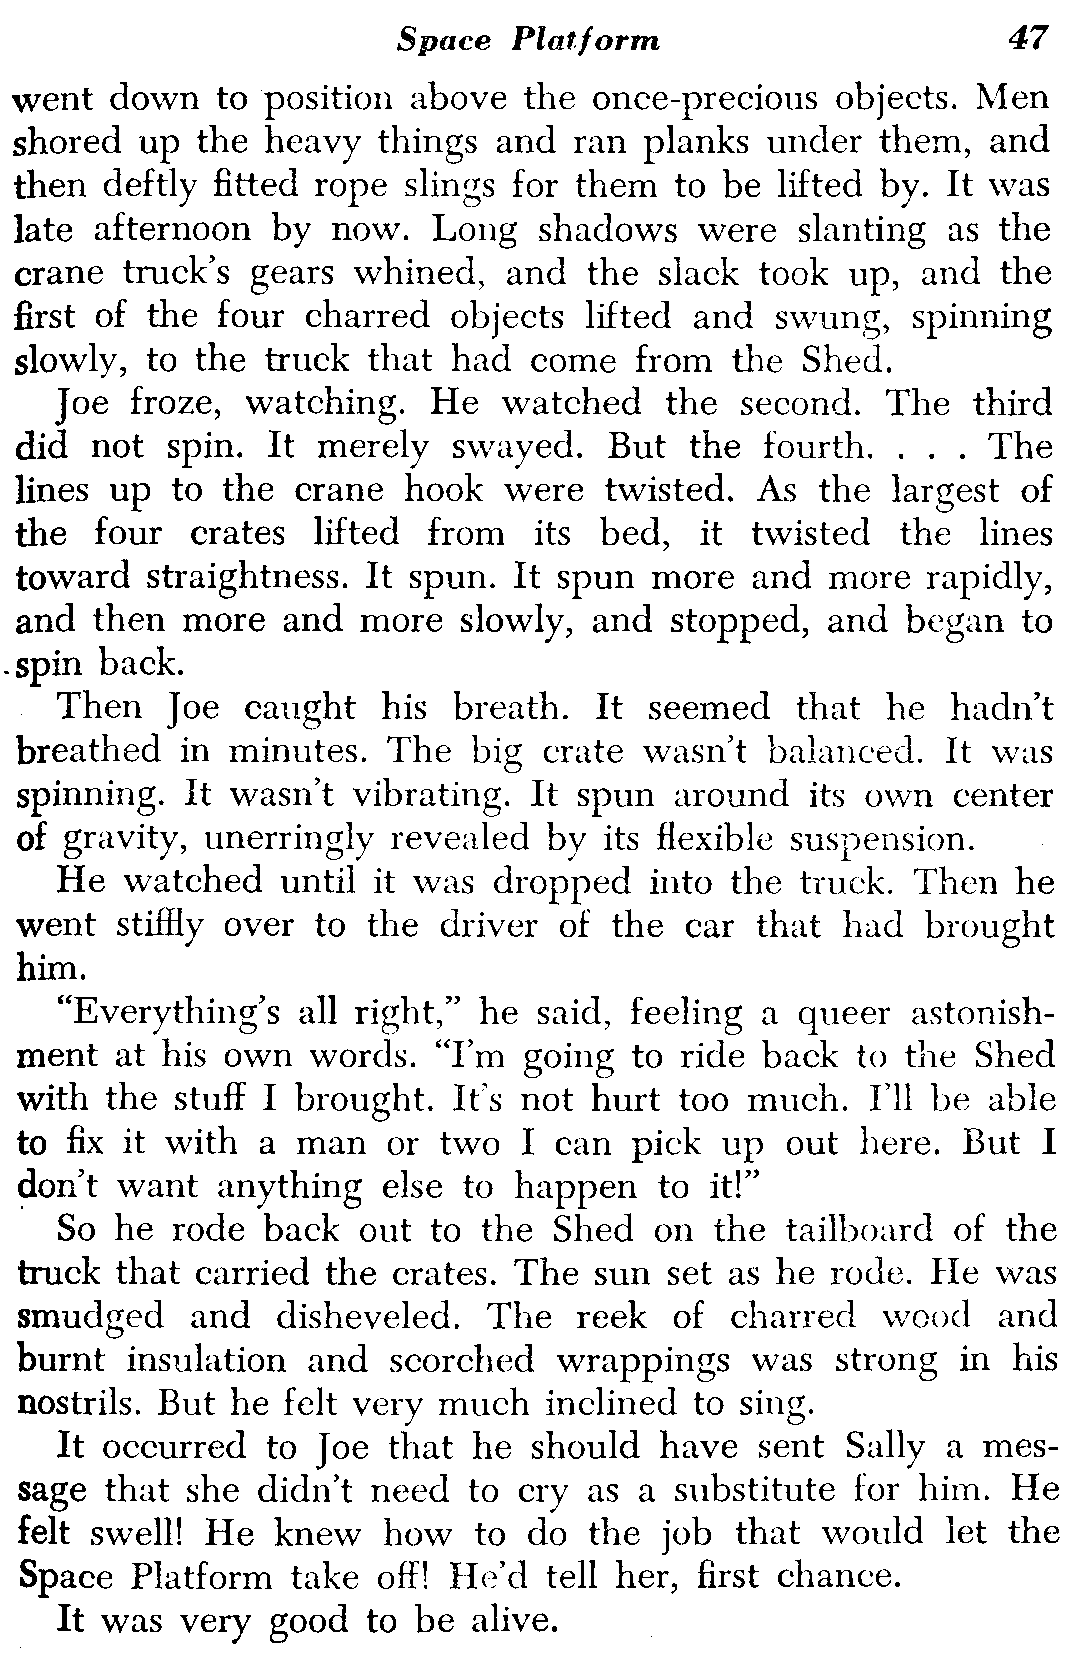 Space Platform 47
went down to position above the once-precious objects. Men
shored up the heavy things and ran planks under them, and
then deftly fitted rope slings for them to be lifted by. It was
late afternoon by now. Long shadows were slanting as the
crane truck's gears whined, and the slack took up, and the
first of the four charred objects lifted and swung, spinning
slowly, to the truck that had come from the Shed.
Joe froze, watching. He watched the second. The third
did not spin. It merely swayed. But the fourth. . . . The
lines up to the crane hook were twisted. As the largest of
the four crates lifted from its bed, it twisted the lines
toward straightness. It spun. It spun more and more rapidly,
and then more and more slowly, and stopped, and began to
spin back.
Then Joe caught his breath. It seemed that he hadn't
breathed in minutes. The big crate wasn't balanced. It was
spinning. It wasn't vibrating. It spun around its own center
of gravity, unerringly revealed by its flexible suspension.
He watched until it was dropped into the truck. Then he
went stiffly over to the driver of the car that had brought
him.
"Everything's all right," he said, feeling a queer astonish-
ment at his own words. "I'm going to ride back to the Shed
with the stuff I brought. It's not hurt too much. I'll be able
to fix it with a man or two I can pick up out here. But I
don't want anything else to happen to it!"
So he rode back out to the Shed on the tailboard of the
truck that carried the crates. The sun set as he rode. He was
smudged and disheveled. The reek of charred wood and
burnt insulation and scorched wrappings was strong in his
nostrils. But he felt very much inclined to sing.
It occurred to Joe that he should have sent Sally a mes-
sage that she didn't need to cry as a substitute for him. He
felt swell! He knew how to do the job that would let the
Space Platform take off! He'd tell her, first chance.
It was very good to be alive.